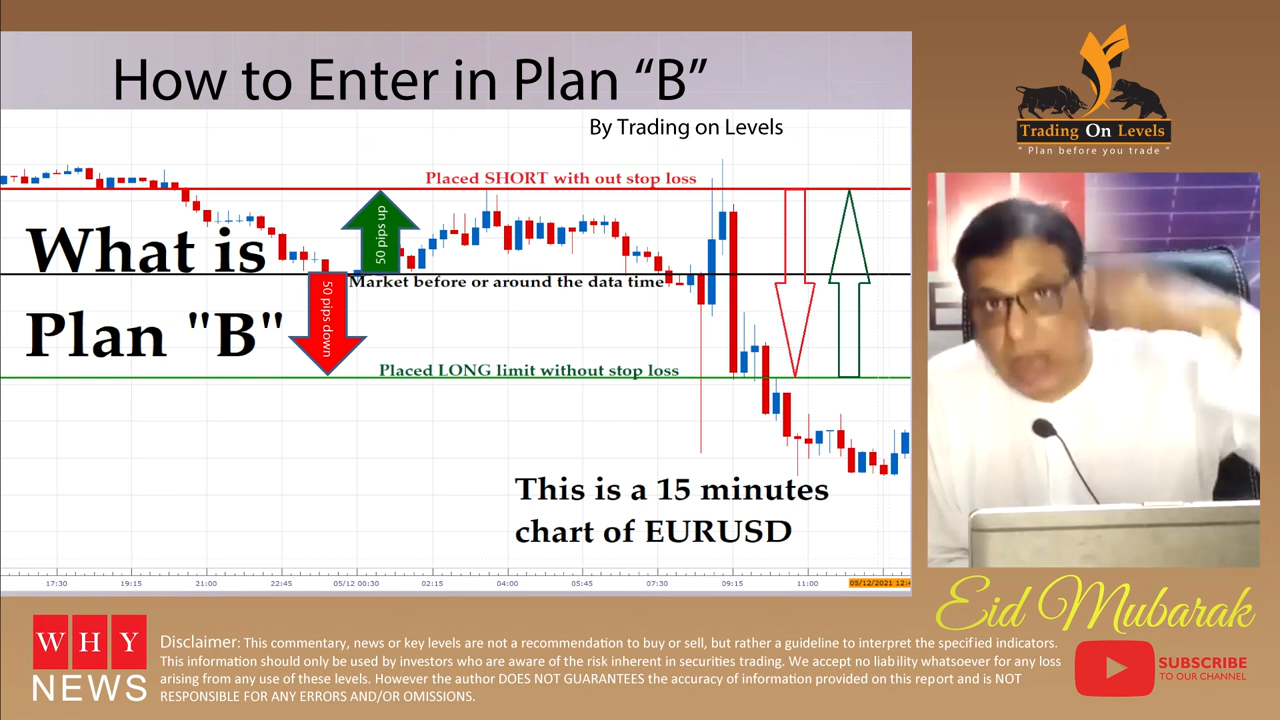 How to Enter in Plan “B”
By Trading on Levels
Placed SHORT with out stop loss
50 pips up
What is
Plan "B"
Market before or around the data time
50 pips down
Placed LONG limit without stop loss
This is a 15 minutes
chart of EURUSD
17:30 19:15 21:00 22:45 05/12 00:30 02:15 04:00 05:45 07:30 09:15 11:00 05/12/2021
Trading On Levels
" Plan before you trade "
Eid Mubarak
WHY
NEWS
Disclaimer: This commentary, news or key levels are not a recommendation to buy or sell, but rather a guideline to interpret the specified indicators.
This information should only be used by investors who are aware of the risk inherent in securities trading. We accept no liability whatsoever for any loss
arising from any use of these levels. However the author DOES NOT GUARANTEES the accuracy of information provided on this report and is NOT
RESPONSIBLE FOR ANY ERRORS AND/OR OMISSIONS.
SUBSCRIBE
TO OUR CHANNEL